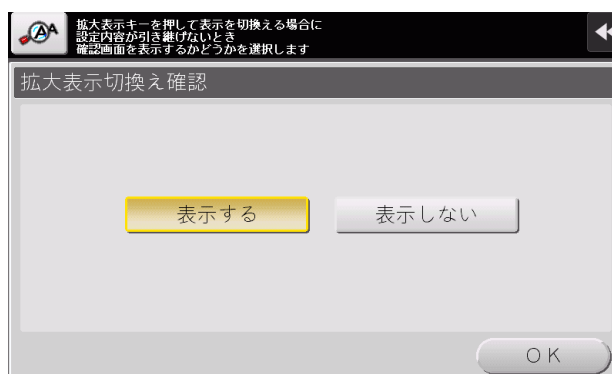 拡大表示キーを押して表示を切換える場合に
設定内容が引き継げないとき
確認画面を表示するかどうかを選択します
拡大表示切換え確認
表示する
表示しない
ＯＫ